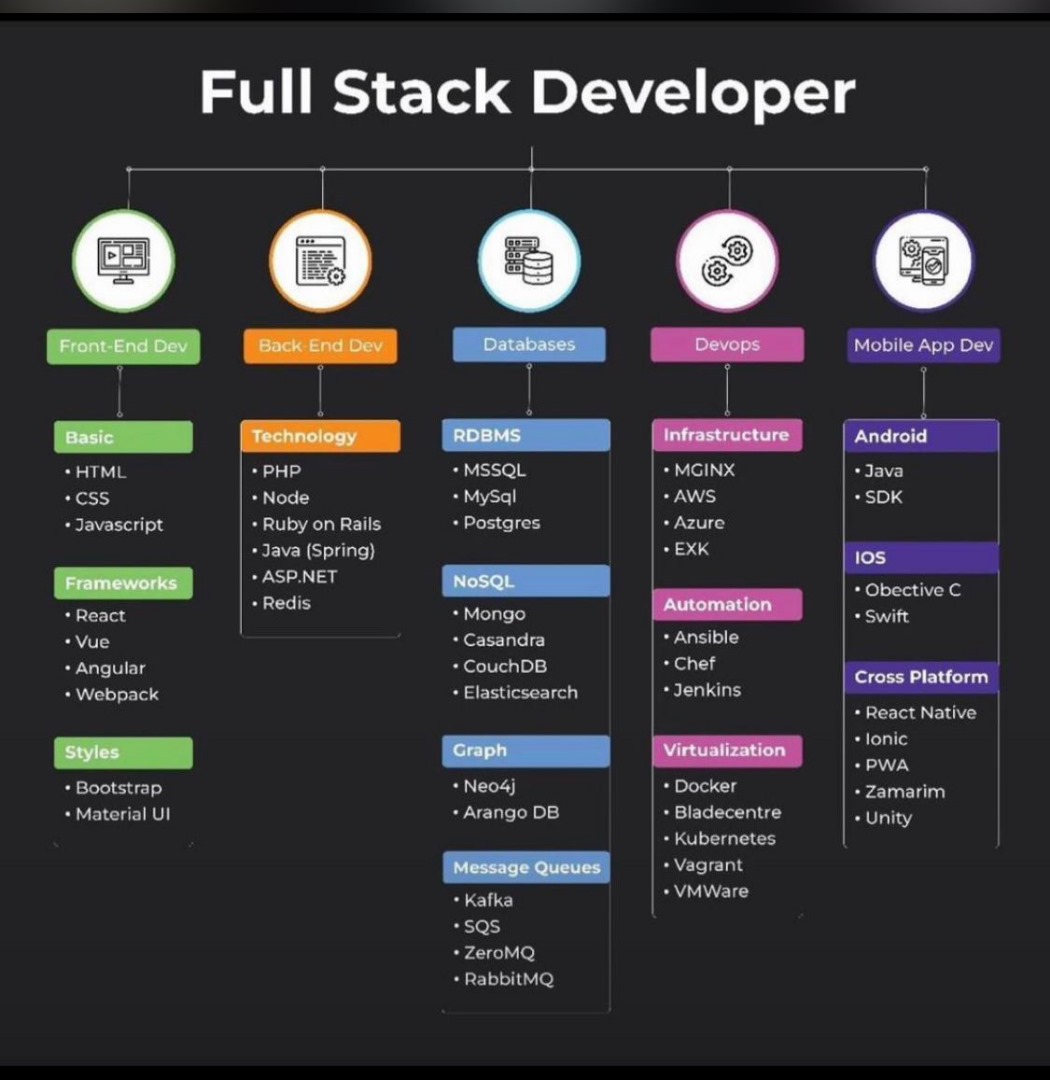 Full Stack Developer
Front-End Dev
Basic
• HTML
• CSS
• Javascript
Frameworks
• React
• Vue
• Angular
• Webpack
Styles
• Bootstrap
• Material UI
Back-End Dev
Technology
• PHP
• Node
• Ruby on Rails
• Java (Spring)
• ASP.NET
• Redis
Databases
RDBMS
• MSSQL
• MySql
• Postgres
NoSQL
• Mongo
• Casandra
• CouchDB
• Elasticsearch
Graph
• Neo4j
• Arango DB
Message Queues
• Kafka
• SQS
• ZeroMQ
• RabbitMQ
Devops
Infrastructure
• MGINX
• AWS
• Azure
• EXK
Automation
• Ansible
• Chef
• Jenkins
Virtualization
• Docker
• Bladecentre
• Kubernetes
• Vagrant
• VMWare
Mobile App Dev
Android
• Java
• SDK
IOS
• Obective C
• Swift
Cross Platform
• React Native
• Ionic
• PWA
• Zamarim
• Unity